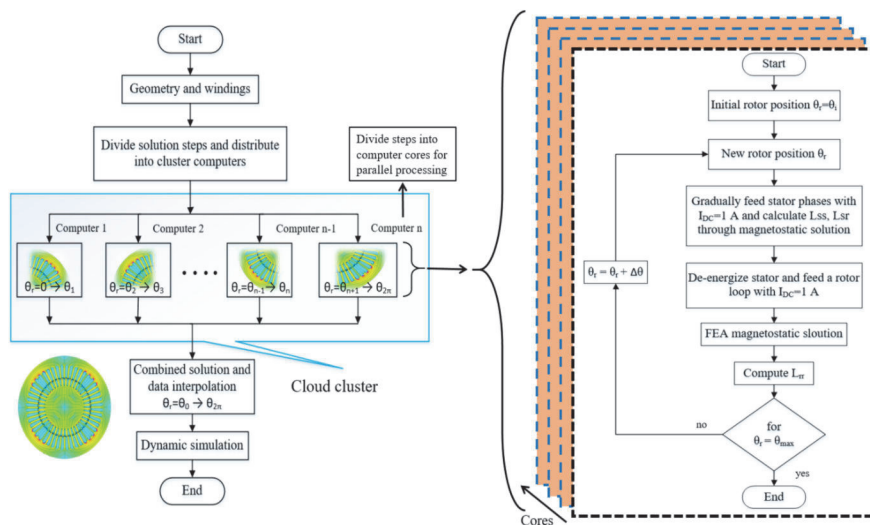 Start
Geometry and windings
Divide solution steps and distribute
into cluster computers
Divide steps into
computer cores for
parallel processing
Computer 1
Computer 2
Computer n-1
Computer n
θr=0 → θ1
θr=θ2 → θ3
θr=θn-1 → θn
θr=θn+1 → θ2π
Combined solution and
data interpolation
θr=θ0 → θ2π
Cloud cluster
Dynamic simulation
End
Start
Initial rotor position θr=θi
New rotor position θr
Gradually feed stator phases with
IDC=1 A and calculate Lss, Lsr
through magnetostatic solution
θr = θr + Δθ
De-energize stator and feed a rotor
loop with IDC=1 A
FEA magnetostatic sloution
Compute Lrr
for
θr = θmax
no
yes
End
Cores